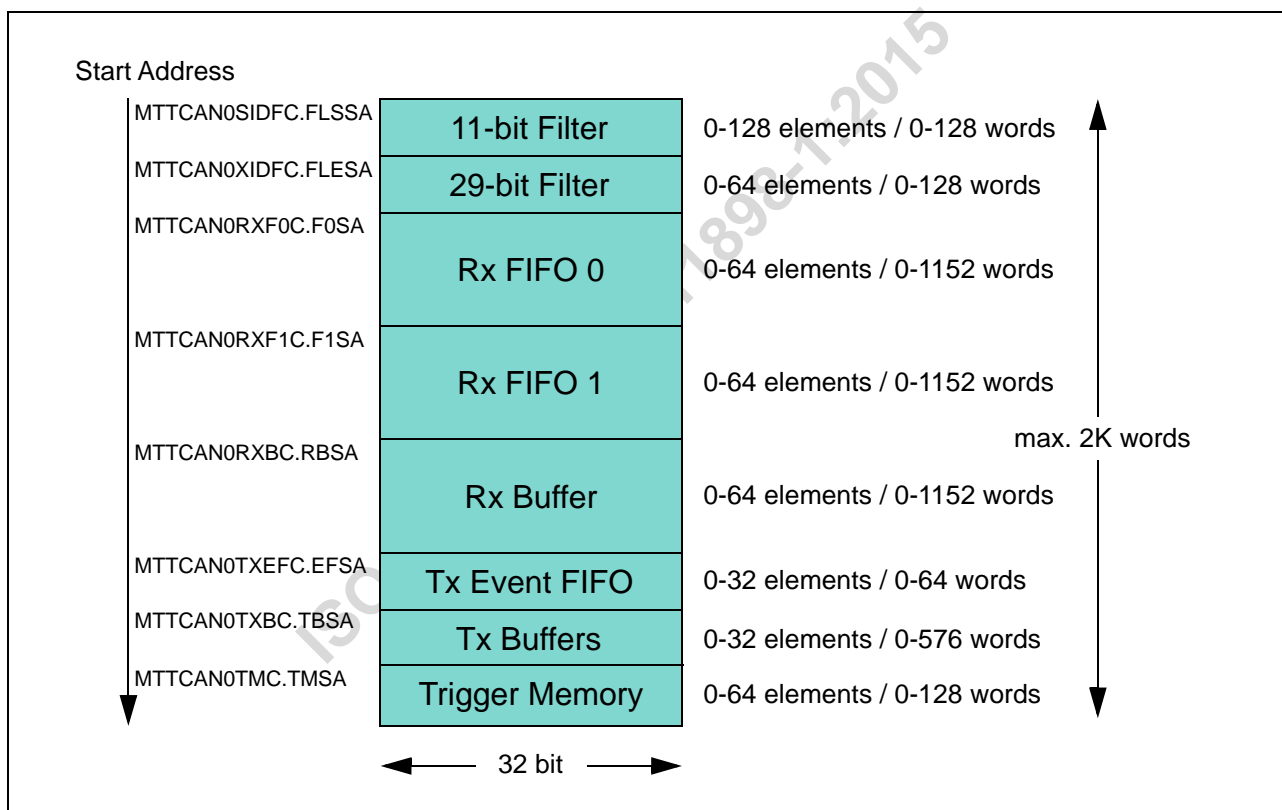 Start Address
MTTCAN0SIDFC.FLSSA
11-bit Filter
0-128 elements / 0-128 words
MTTCAN0XIDFC.FLESA
29-bit Filter
0-64 elements / 0-128 words
MTTCAN0RXF0C.F0SA
Rx FIFO 0
0-64 elements / 0-1152 words
MTTCAN0RXF1C.F1SA
Rx FIFO 1
0-64 elements / 0-1152 words
max. 2K words
MTTCAN0RXBC.RBSA
Rx Buffer
0-64 elements / 0-1152 words
MTTCAN0TXEFC.EFSA
Tx Event FIFO
0-32 elements / 0-64 words
MTTCAN0TXBC.TBSA
Tx Buffers
0-32 elements / 0-576 words
MTTCAN0TMC.TMSA
Trigger Memory
0-64 elements / 0-128 words
32 bit
ISO 11898-1:2015